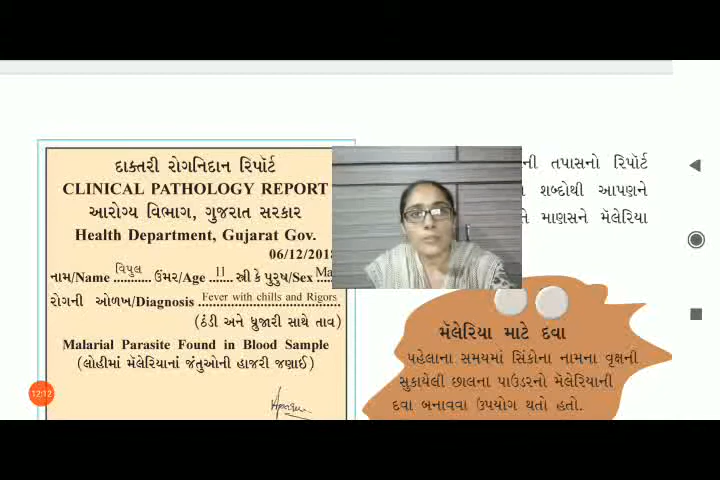 દાક્તરી રોગનિદાન રિપૉર્ટ
CLINICAL PATHOLOGY REPORT
આરોગ્ય વિભાગ, ગુજરાત સરકાર
Health Department, Gujarat Gov.
06/12/2018
નામ/Name વિપુલ ઉંમર/Age 11 સ્ત્રી કે પુરુષ/Sex Ma
રોગની ઓળખ/Diagnosis Fever with chills and Rigors
(ઠંડી અને ધ્રુજારી સાથે તાવ)
Malarial Parasite Found in Blood Sample
(લોહીમાં મૅલેરિયાનાં જંતુઓની હાજરી જણાઈ)
ની તપાસનો રિપૉર્ટ
શબ્દોથી આપણને
માણસને મૅલેરિયા
મૅલેરિયા માટે દવા
પહેલાના સમયમાં સિંકોના નામના વૃક્ષની
સુકાયેલી છાલના પાઉડરનો મૅલેરિયાની
દવા બનાવવા ઉપયોગ થતો હતો.
12:12